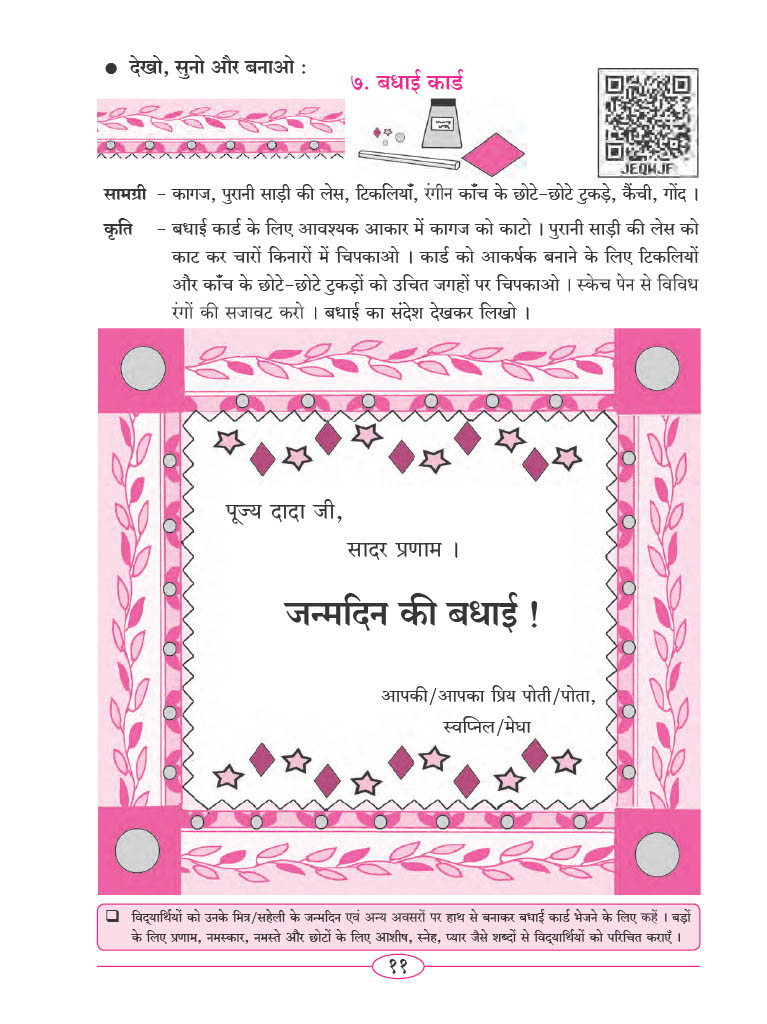 ● देखो, सुनो और बनाओ :
७. बधाई कार्ड
JEQWJF
सामग्री – कागज, पुरानी साड़ी की लेस, टिकलियाँ, रंगीन काँच के छोटे-छोटे टुकड़े, कैंची, गोंद ।
कृति – बधाई कार्ड के लिए आवश्यक आकार में कागज को काटो । पुरानी साड़ी की लेस को
काट कर चारों किनारों में चिपकाओ । कार्ड को आकर्षक बनाने के लिए टिकलियों
और काँच के छोटे-छोटे टुकड़ों को उचित जगहों पर चिपकाओ । स्केच पेन से विविध
रंगों की सजावट करो । बधाई का संदेश देखकर लिखो ।
पूज्य दादा जी,
सादर प्रणाम ।
जन्मदिन की बधाई !
आपकी/आपका प्रिय पोती/पोता,
स्वप्निल/मेधा
❑ विद्‌यार्थियों को उनके मित्र/सहेली के जन्मदिन एवं अन्य अवसरों पर हाथ से बनाकर बधाई कार्ड भेजने के लिए कहें । बड़ों
के लिए प्रणाम, नमस्कार, नमस्ते और छोटों के लिए आशीष, स्नेह, प्यार जैसे शब्दों से विद्‌यार्थियों को परिचित कराएँ ।
११